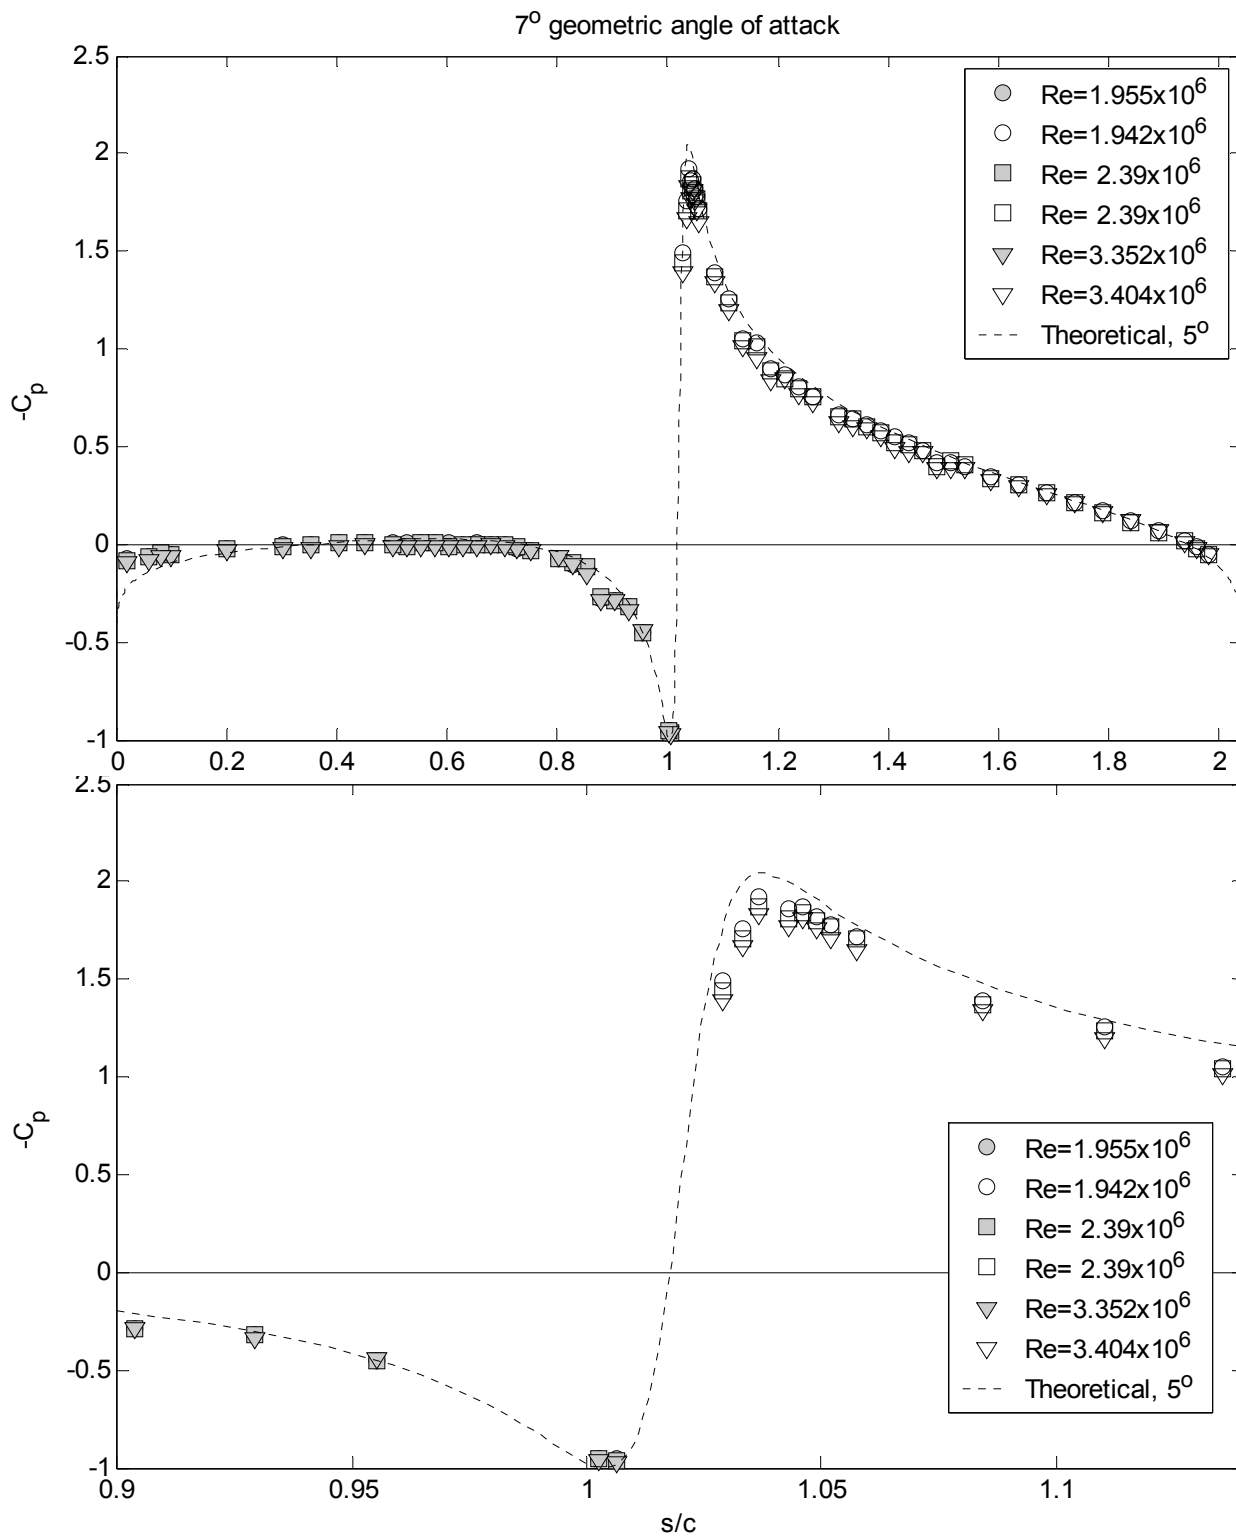 7° geometric angle of attack
2.5
2
1.5
1
0.5
0
-0.5
-1
-Cp
Re=1.955x10^6
Re=1.942x10^6
Re= 2.39x10^6
Re= 2.39x10^6
Re=3.352x10^6
Re=3.404x10^6
Theoretical, 5°
0 0.2 0.4 0.6 0.8 1 1.2 1.4 1.6 1.8 2
2.5
2
1.5
1
0.5
0
-0.5
-1
-Cp
Re=1.955x10^6
Re=1.942x10^6
Re= 2.39x10^6
Re= 2.39x10^6
Re=3.352x10^6
Re=3.404x10^6
Theoretical, 5°
0.9 0.95 1 1.05 1.1
s/c